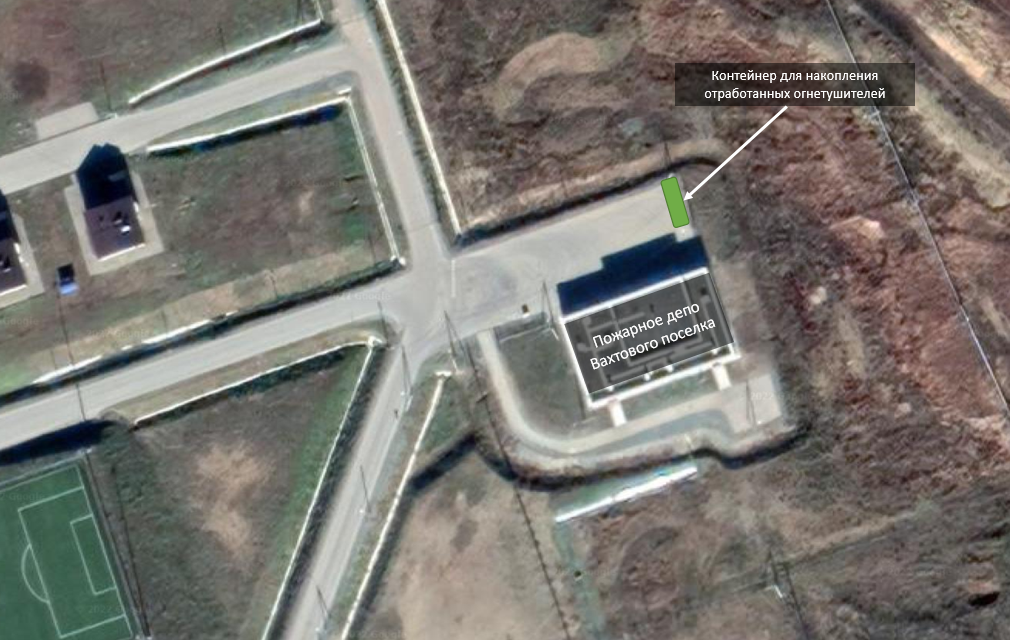 Контейнер для накопления
отработанных огнетушителей
Пожарное депо
Вахтового поселка